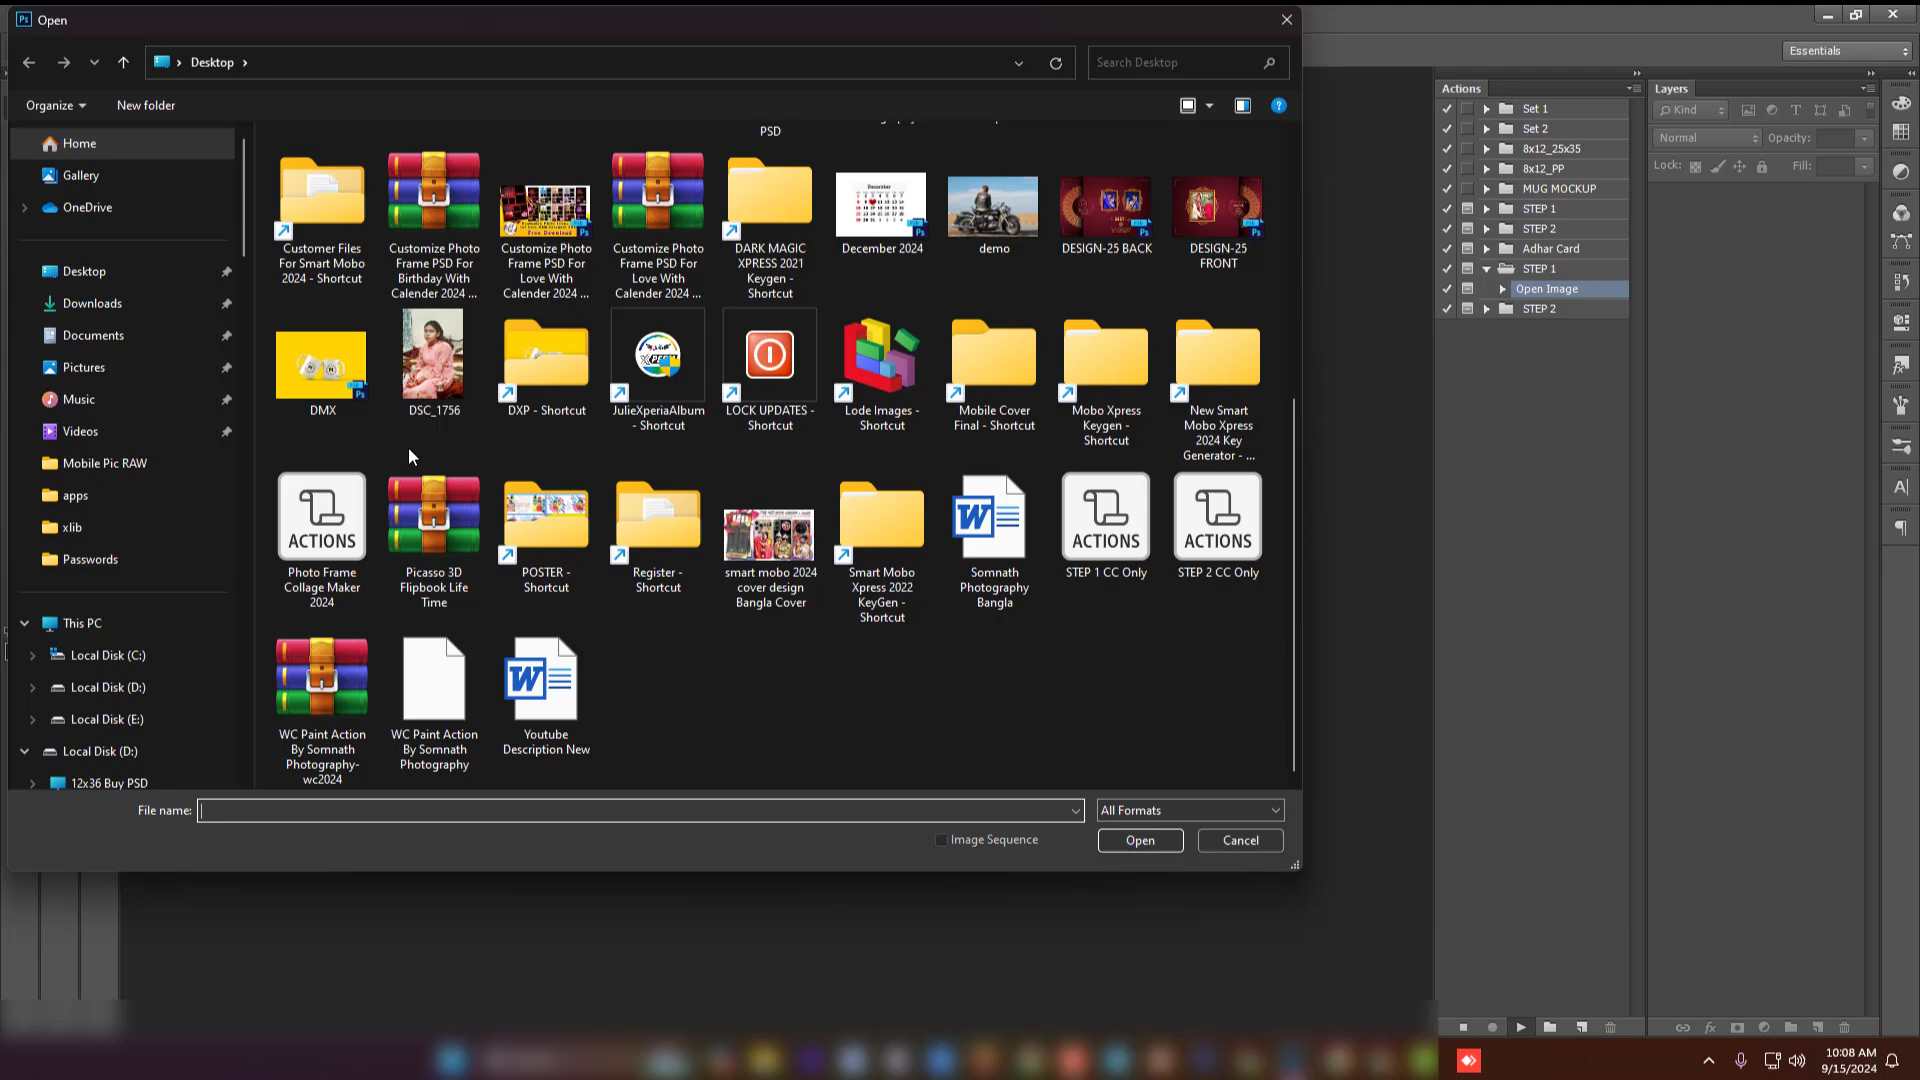 Open
Essentials
Desktop
Search Desktop
Organize
New folder
Home
Gallery
OneDrive
Desktop
Downloads
Documents
Pictures
Music
Videos
Mobile Pic RAW
apps
xlib
Passwords
This PC
Local Disk (C:)
Local Disk (D:)
Local Disk (E:)
Local Disk (D:)
12x36 Buy PSD
PSD
Customer Files
For Smart Mobo
2024 - Shortcut
Customize Photo
Frame PSD For
Birthday With
Calender 2024 ...
Customize Photo
Frame PSD For
Love With
Calender 2024 ...
Customize Photo
Frame PSD For
Love With
Calender 2024 ...
DARK MAGIC
XPRESS 2021
Keygen -
Shortcut
December 2024
demo
DESIGN-25 BACK
DESIGN-25
FRONT
DMX
DSC_1756
DXP - Shortcut
JulieXperiaAlbum
- Shortcut
LOCK UPDATES -
Shortcut
Lode Images -
Shortcut
Mobile Cover
Final - Shortcut
Mobo Xpress
Keygen -
Shortcut
New Smart
Mobo Xpress
2024 Key
Generator - ...
ACTIONS
Photo Frame
Collage Maker
2024
Picasso 3D
Flipbook Life
Time
POSTER -
Shortcut
Register -
Shortcut
smart mobo 2024
cover design
Bangla Cover
Smart Mobo
Xpress 2022
KeyGen -
Shortcut
Somnath
Photography
Bangla
ACTIONS
STEP 1 CC Only
ACTIONS
STEP 2 CC Only
WC Paint Action
By Somnath
Photography-
wc2024
WC Paint Action
By Somnath
Photography
Youtube
Description New
File name:
All Formats
Image Sequence
Open
Cancel
Actions
Set 1
Set 2
8x12_25x35
8x12_PP
MUG MOCKUP
STEP 1
STEP 2
Adhar Card
STEP 1
Open Image
STEP 2
Layers
Kind
Normal
Opacity:
Lock:
Fill:
10:08 AM
9/15/2024